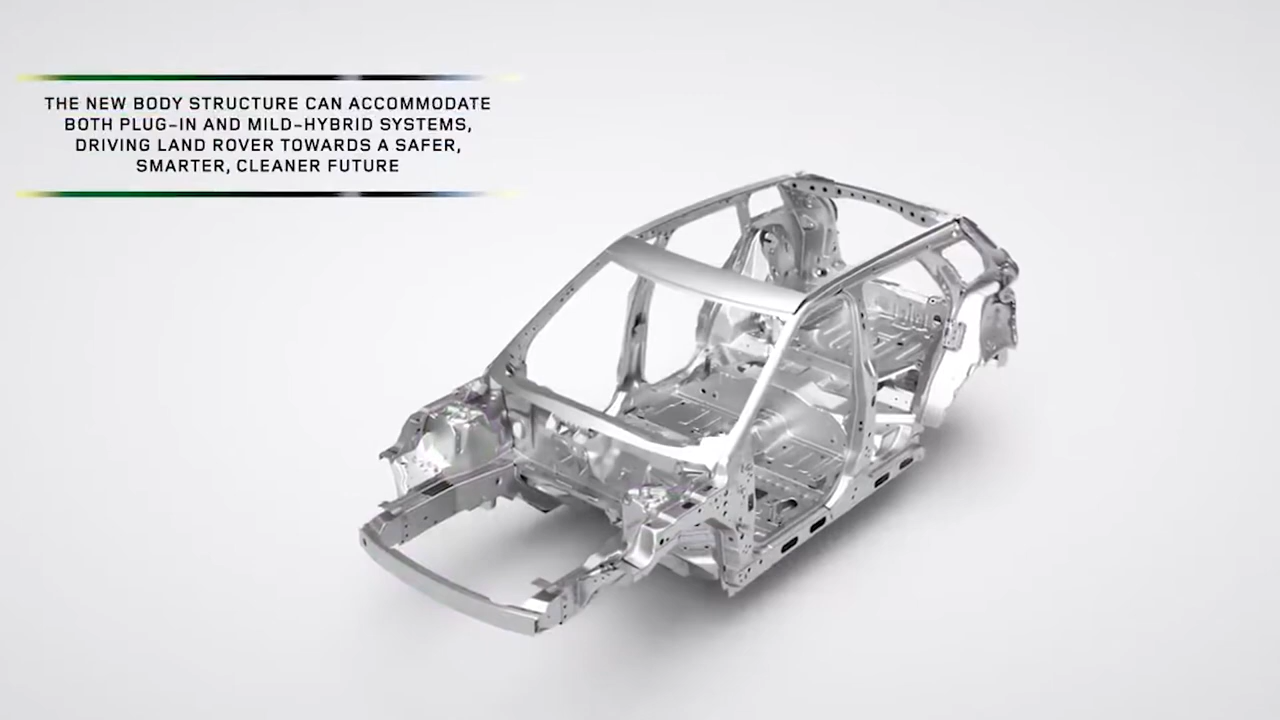 THE NEW BODY STRUCTURE CAN ACCOMMODATE
BOTH PLUG-IN AND MILD-HYBRID SYSTEMS,
DRIVING LAND ROVER TOWARDS A SAFER,
SMARTER, CLEANER FUTURE